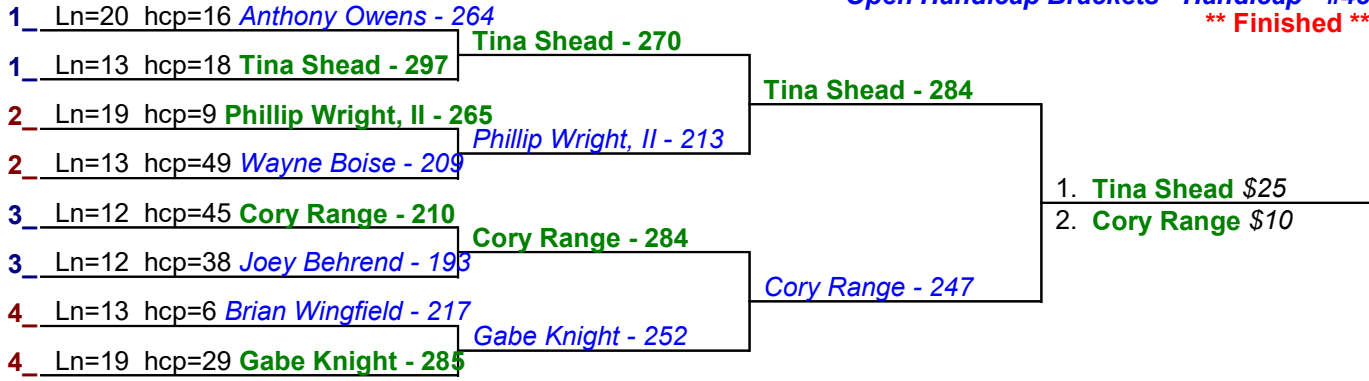 Open Handicap Brackets - Handicap - #46
** Finished **
1_ Ln=20 hcp=16 Anthony Owens - 264
1_ Ln=13 hcp=18 Tina Shead - 297
2_ Ln=19 hcp=9 Phillip Wright, II - 265
2_ Ln=13 hcp=49 Wayne Boise - 209
3_ Ln=12 hcp=45 Cory Range - 210
3_ Ln=12 hcp=38 Joey Behrend - 193
4_ Ln=13 hcp=6 Brian Wingfield - 217
4_ Ln=19 hcp=29 Gabe Knight - 285
Tina Shead - 270
Phillip Wright, II - 213
Cory Range - 284
Gabe Knight - 252
Tina Shead - 284
Cory Range - 247
1. Tina Shead $25
2. Cory Range $10